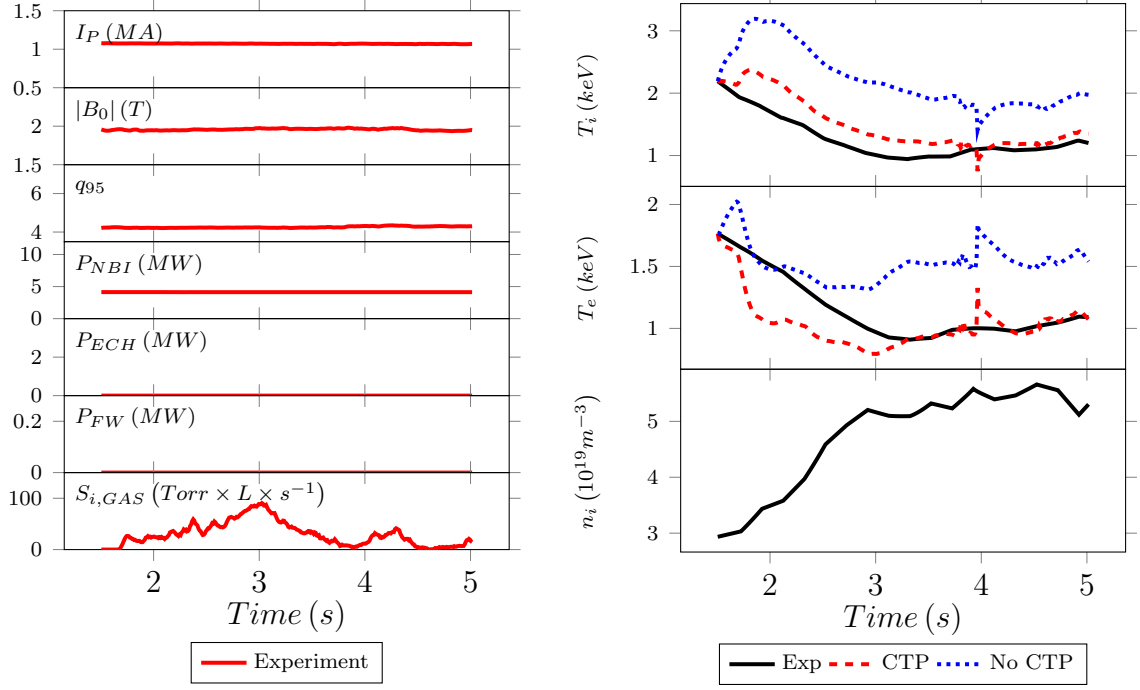 1.5
I_P (MA)
1
0.5
|B_0| (T)
2
1.5
q_95
6
4
P_NBI (MW)
10
5
0
P_ECH (MW)
2
0
P_FW (MW)
0.2
0
S_i,GAS (Torr × L × s^−1)
100
0
2 3 4 5
Time (s)
Experiment
T_i (keV)
3
2
1
T_e (keV)
2
1.5
1
n_i (10^19 m^−3)
5
4
3
2 3 4 5
Time (s)
Exp CTP No CTP